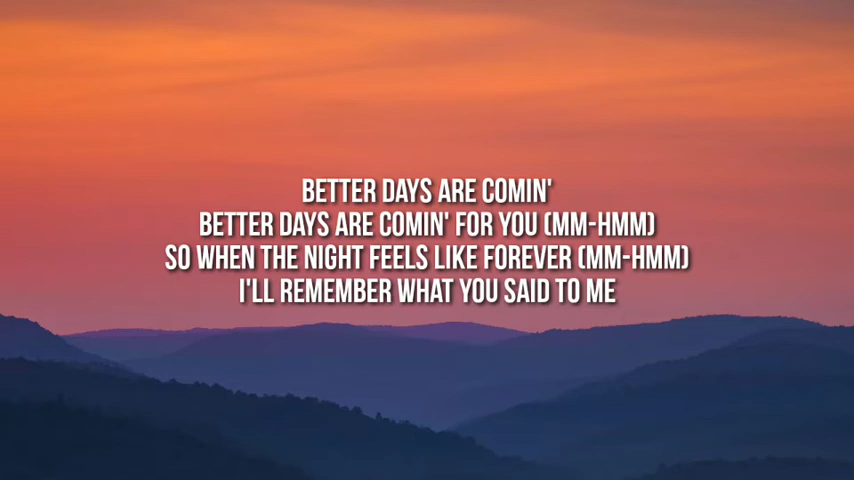 BETTER DAYS ARE COMIN'
BETTER DAYS ARE COMIN' FOR YOU (MM-HMM)
SO WHEN THE NIGHT FEELS LIKE FOREVER (MM-HMM)
I'LL REMEMBER WHAT YOU SAID TO ME